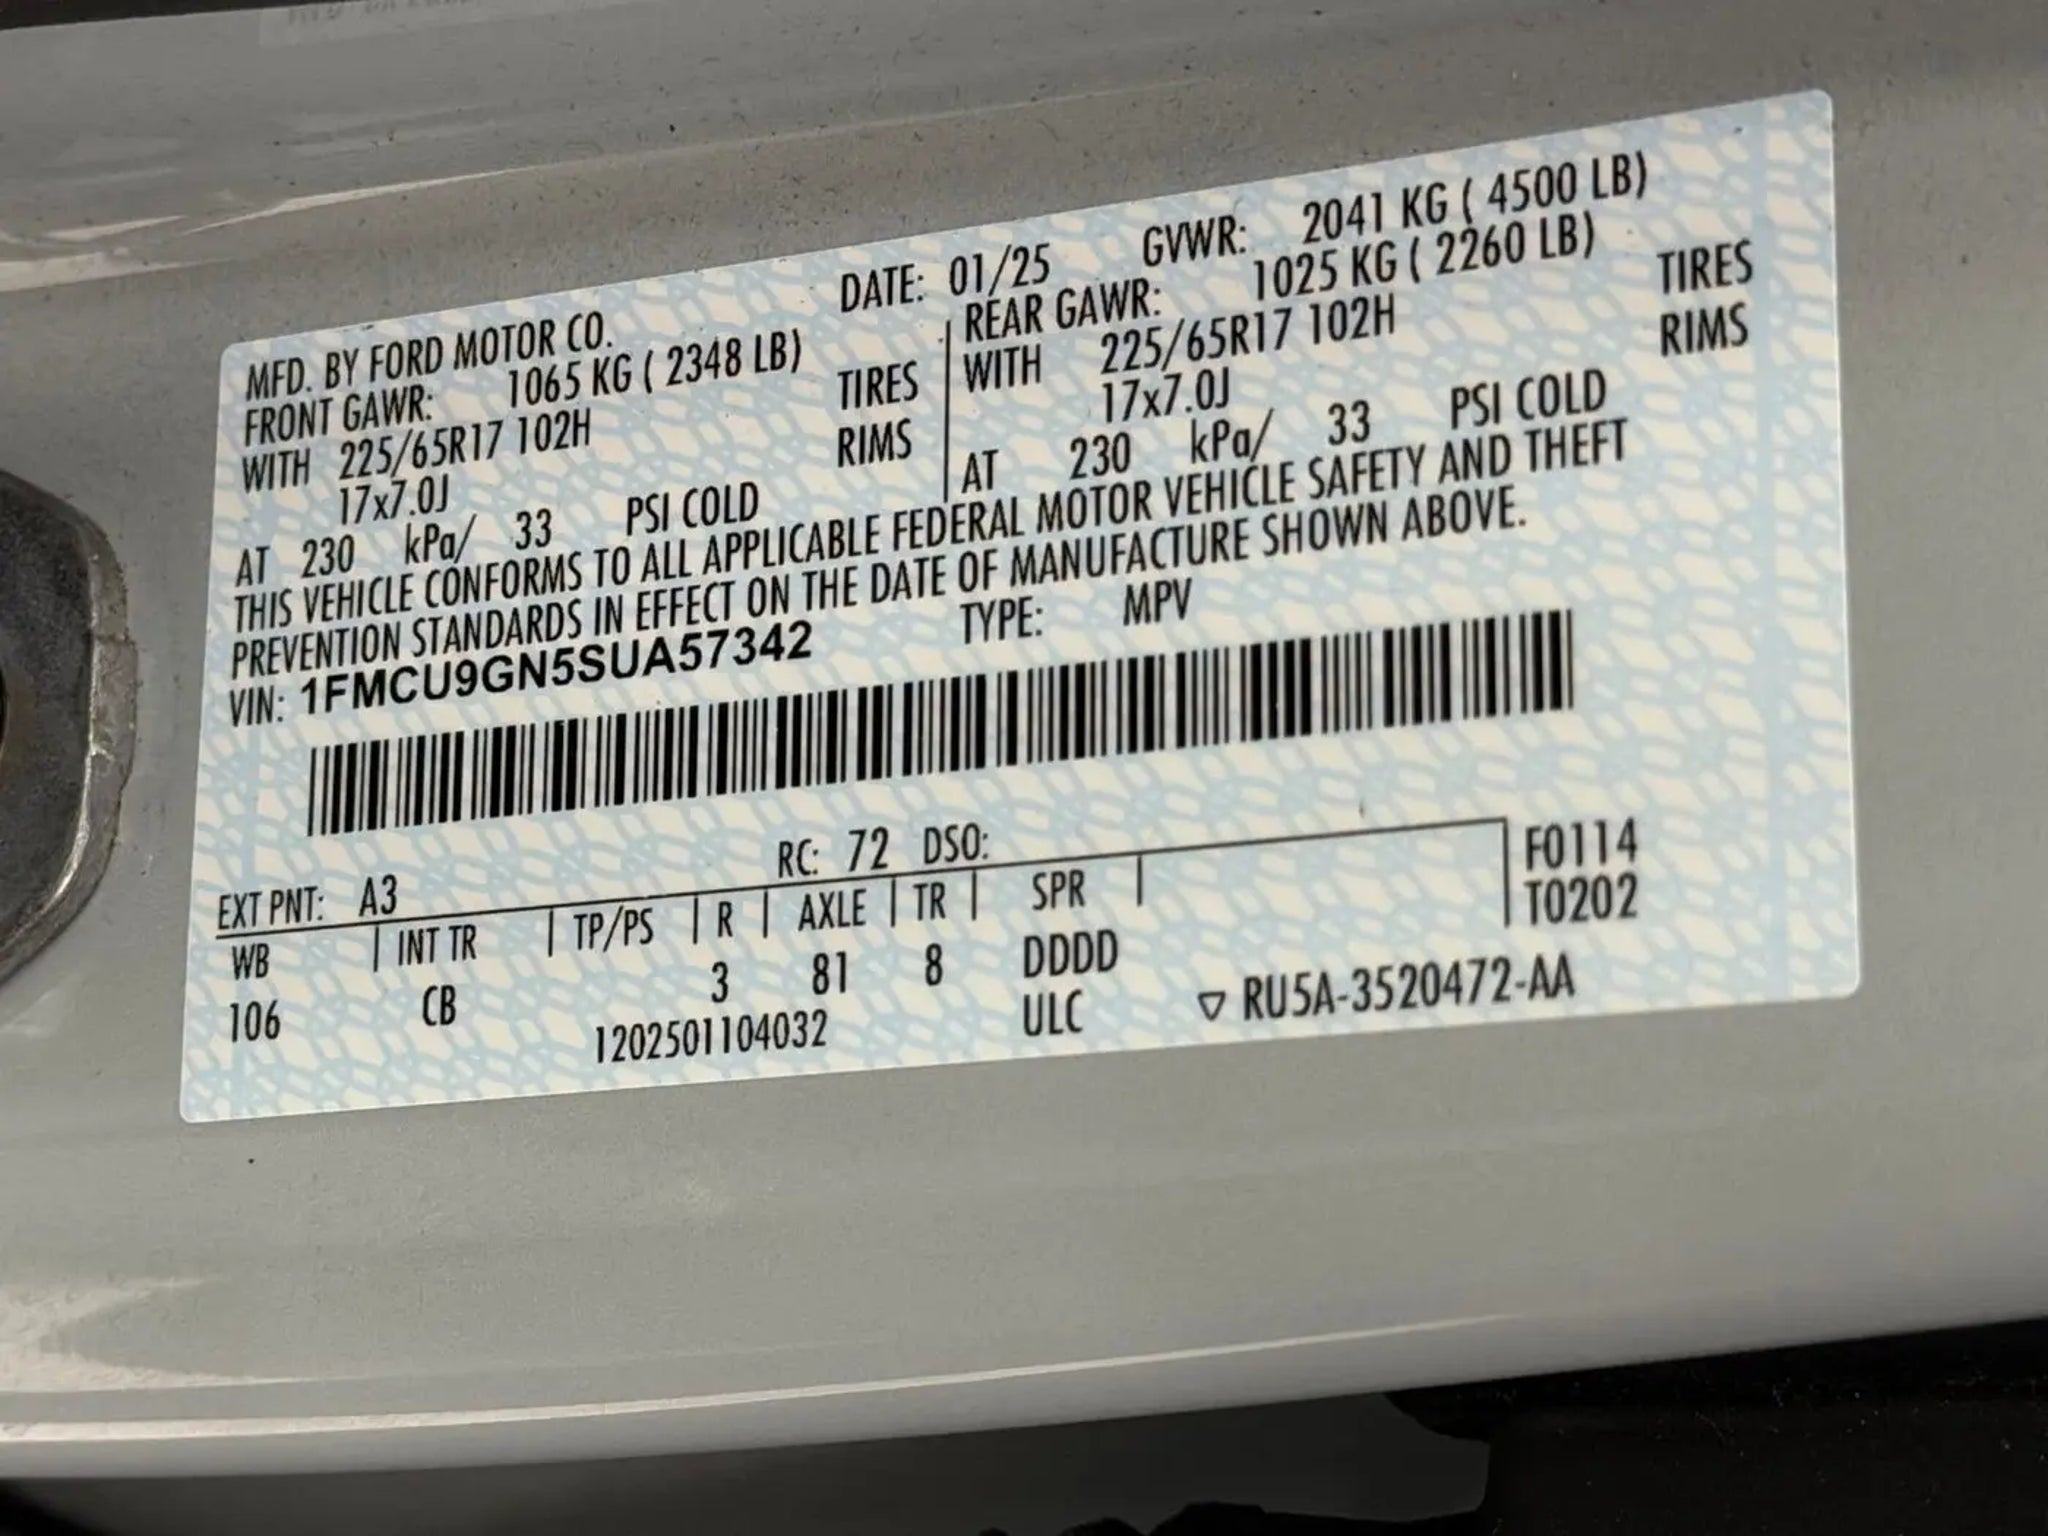 MFD. BY FORD MOTOR CO. DATE: 01/25 GVWR: 2041 KG ( 4500 LB)
FRONT GAWR: 1065 KG ( 2348 LB) REAR GAWR: 1025 KG ( 2260 LB)
WITH 225/65R17 102H TIRES WITH 225/65R17 102H TIRES
17x7.0J RIMS 17x7.0J RIMS
AT 230 kPa/ 33 PSI COLD AT 230 kPa/ 33 PSI COLD
THIS VEHICLE CONFORMS TO ALL APPLICABLE FEDERAL MOTOR VEHICLE SAFETY AND THEFT
PREVENTION STANDARDS IN EFFECT ON THE DATE OF MANUFACTURE SHOWN ABOVE.
VIN: 1FMCU9GN5SUA57342 TYPE: MPV
EXT PNT: A3 RC: 72 DSO: F0114
WB INT TR TP/PS R AXLE TR SPR T0202
106 CB 3 81 8 DDDD
1202501104032 ULC ▽ RU5A-3520472-AA